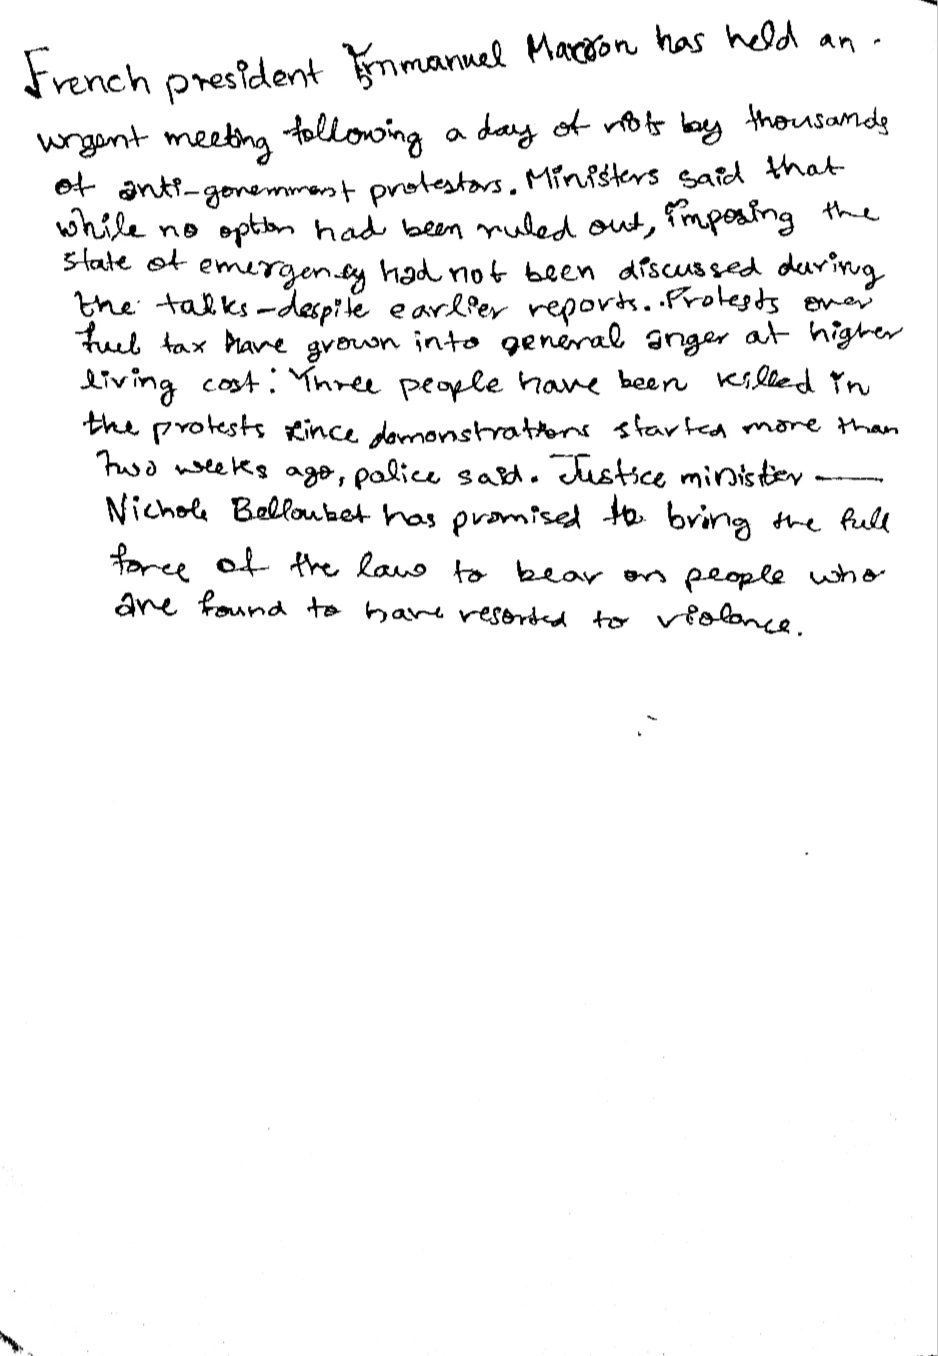 French president Emmanuel Macron has held an
urgent meeting following a day of riots by thousands
of anti-government protestors. Ministers said that
while no option had been ruled out, imposing the
state of emergency had not been discussed during
the talks - despite earlier reports. Protests over
fuel tax have grown into general anger at higher
living cost: Three people have been killed in
the protests since demonstrations started more than
two weeks ago, police said. Justice minister —
Nichole Belloubet has promised to bring the full
force of the law to bear on people who
are found to have resorted to violance.